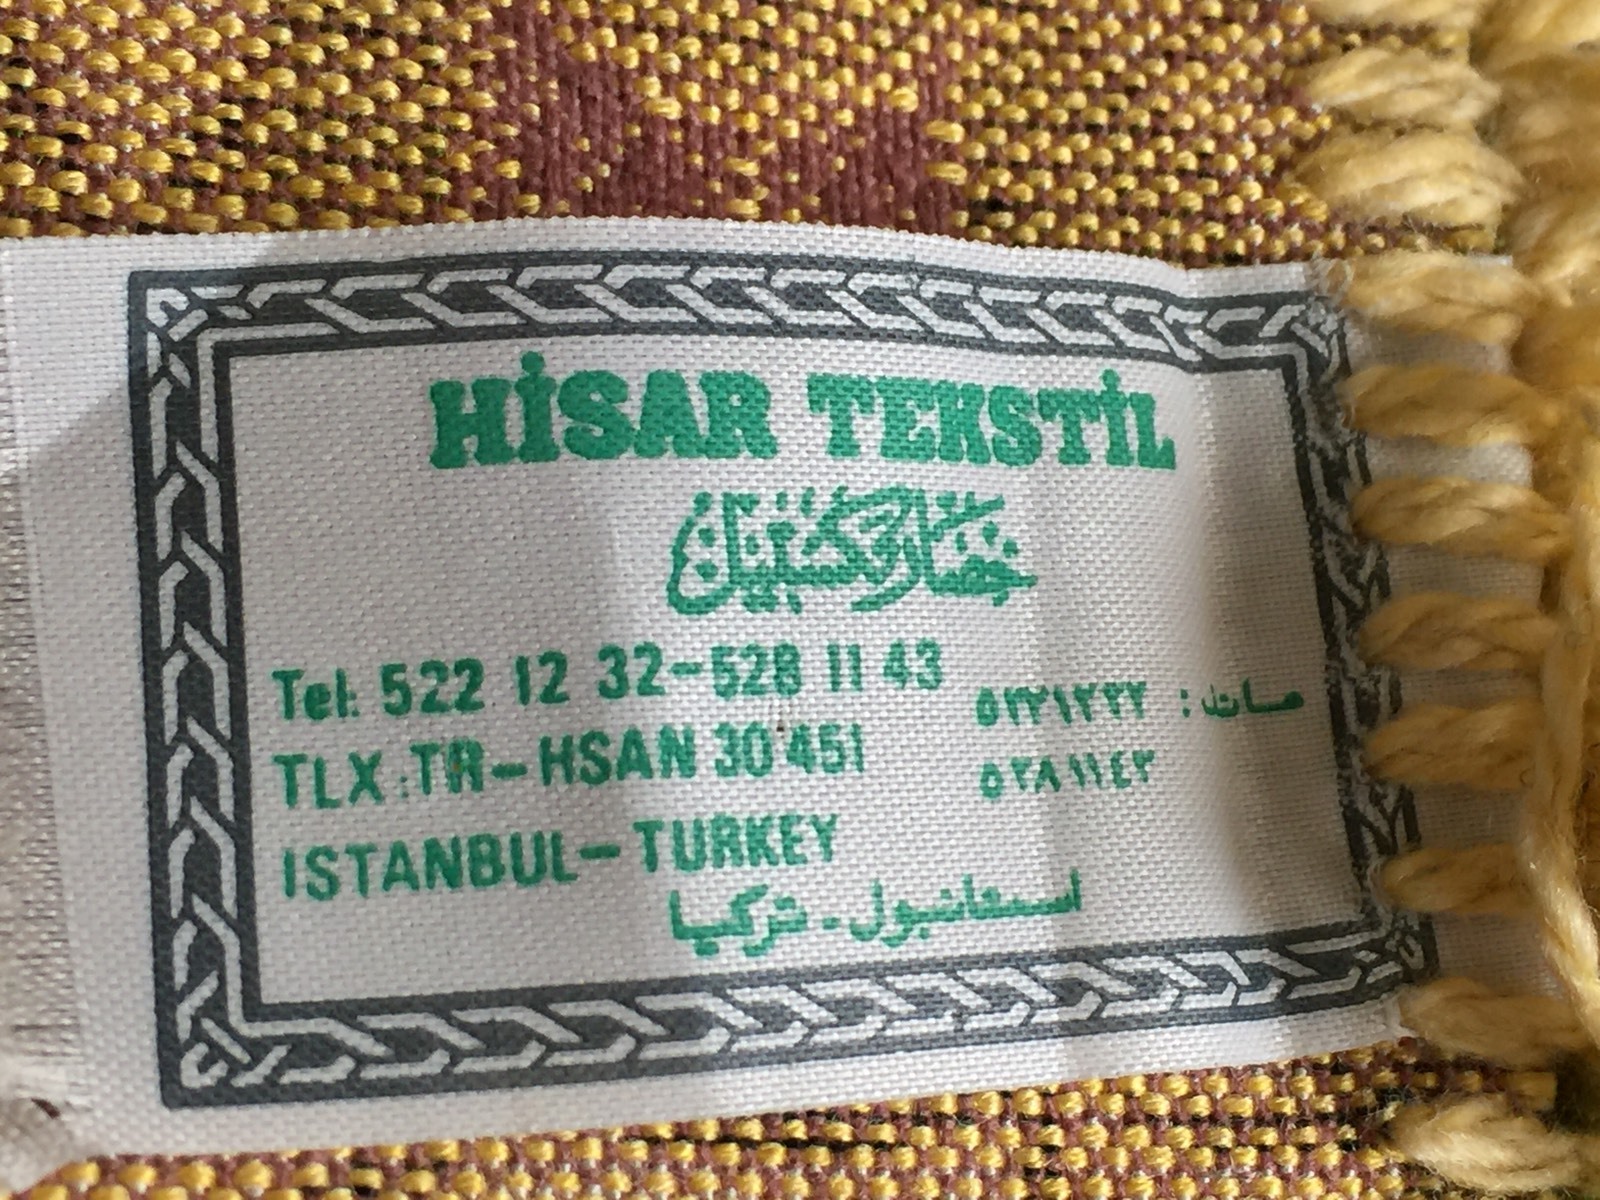 HİSAR TEKSTİL
حصار تكستيل
Tel: 522 12 32-528 11 43
هاتف : ٥٢٢١٢٣٢
TLX: TR-HSAN 30 451
٥٢٨١١٤٣
ISTANBUL-TURKEY
استانبول - تركيا